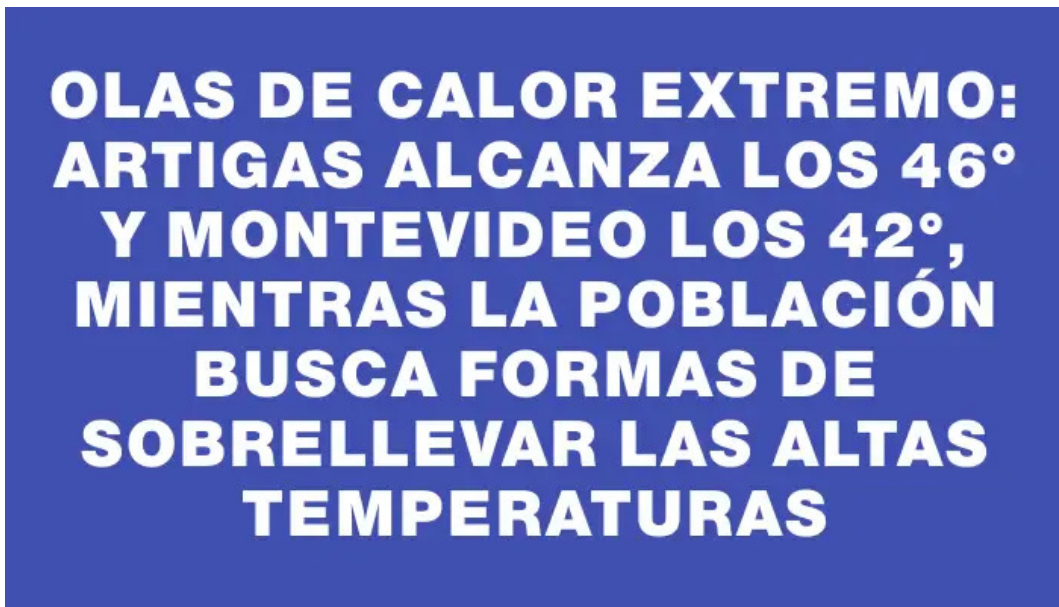 OLAS DE CALOR EXTREMO:
ARTIGAS ALCANZA LOS 46°
Y MONTEVIDEO LOS 42°,
MIENTRAS LA POBLACIÓN
BUSCA FORMAS DE
SOBRELLEVAR LAS ALTAS
TEMPERATURAS